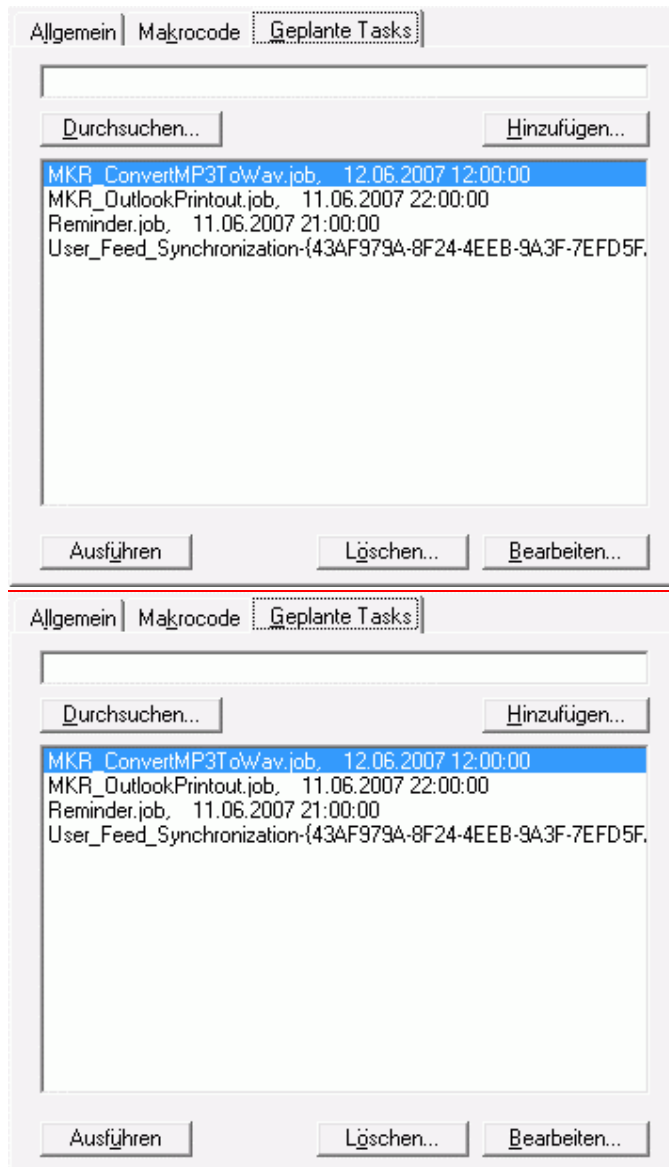 Allgemein Makrocode Geplante Tasks
Durchsuchen... Hinzufügen...
MKR_ConvertMP3ToWav.job, 12.06.2007 12:00:00
MKR_OutlookPrintout.job, 11.06.2007 22:00:00
Reminder.job, 11.06.2007 21:00:00
User_Feed_Synchronization-{43AF979A-8F24-4EEB-9A3F-7EFD5F
Ausführen Löschen... Bearbeiten...
Allgemein Makrocode Geplante Tasks
Durchsuchen... Hinzufügen...
MKR_ConvertMP3ToWav.job, 12.06.2007 12:00:00
MKR_OutlookPrintout.job, 11.06.2007 22:00:00
Reminder.job, 11.06.2007 21:00:00
User_Feed_Synchronization-{43AF979A-8F24-4EEB-9A3F-7EFD5F
Ausführen Löschen... Bearbeiten...